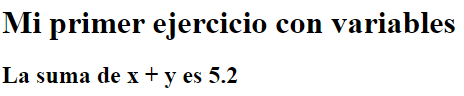 Mi primer ejercicio con variables
La suma de x + y es 5.2